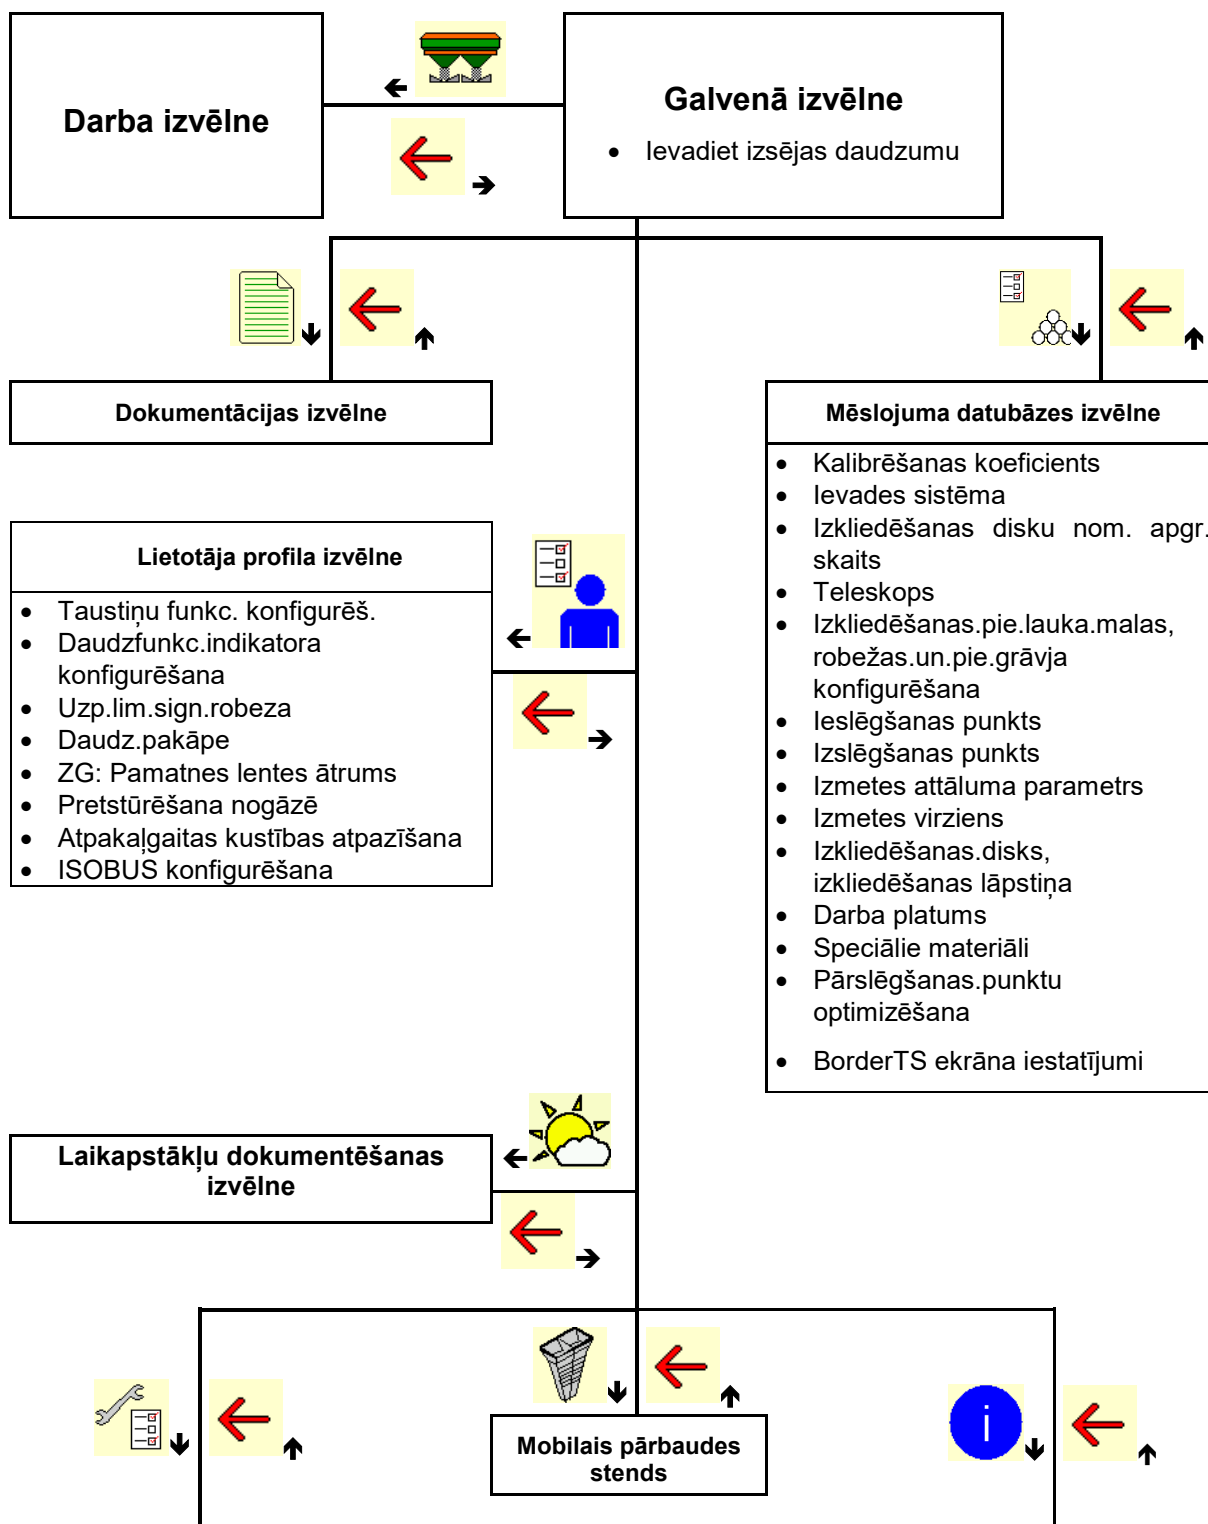 Darba izvēlne
Galvenā izvēlne
• Ievadiet izsējas daudzumu
Dokumentācijas izvēlne
Mēslojuma datubāzes izvēlne
• Kalibrēšanas koeficients
• Ievades sistēma
• Izkliedēšanas disku nom. apgr.
skaits
• Teleskops
• Izkliedēšanas.pie.lauka.malas,
robežas.un.pie.grāvja
konfigurēšana
• Ieslēgšanas punkts
• Izslēgšanas punkts
• Izmetes attāluma parametrs
• Izmetes virziens
• Izkliedēšanas.disks,
izkliedēšanas lāpstiņa
• Darba platums
• Speciālie materiāli
• Pārslēgšanas.punktu
optimizēšana
• BorderTS ekrāna iestatījumi
Lietotāja profila izvēlne
• Taustiņu funkc. konfigurēš.
• Daudzfunkc.indikatora
konfigurēšana
• Uzp.lim.sign.robeza
• Daudz.pakāpe
• ZG: Pamatnes lentes ātrums
• Pretstūrēšana nogāzē
• Atpakaļgaitas kustības atpazīšana
• ISOBUS konfigurēšana
Laikapstākļu dokumentēšanas
izvēlne
Mobilais pārbaudes
stends
i